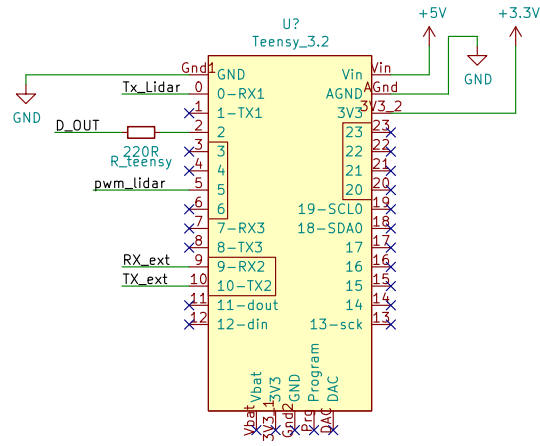 U?
Teensy_3.2
+5V
+3.3V
Gnd1
GND
GND
Vin
Vin
Tx_Lidar
0
0-RX1
AGND
AGnd
GND
1
1-TX1
3V3
3V3_2
D_OUT
220R
R_teensy
2
2
23
23
3
3
22
22
4
4
21
21
pwm_lidar
5
5
20
20
6
6
19-SCL0
19
7
7-RX3
18-SDA0
18
8
8-TX3
17
17
RX_ext
9
9-RX2
16
16
TX_ext
10
10-TX2
15
15
11
11-dout
14
14
12
12-din
13-sck
13
Vbat
3V3
GND
Program
DAC
Vbat
3V3_1
Gnd2
Prg
DAC